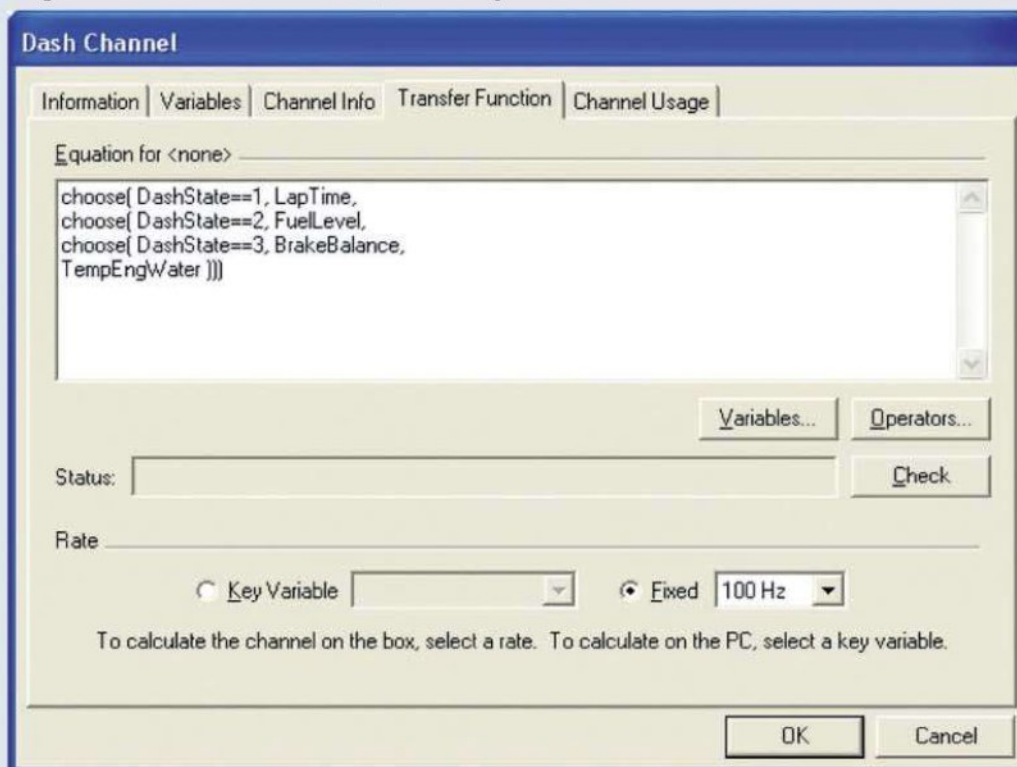 Dash Channel
Information Variables Channel Info Transfer Function Channel Usage
Equation for <none>
choose( DashState==1, LapTime,
choose( DashState==2, FuelLevel,
choose( DashState==3, BrakeBalance,
TempEngWater )))
Variables... Operators...
Status: Check
Rate
Key Variable Fixed 100 Hz
To calculate the channel on the box, select a rate. To calculate on the PC, select a key variable.
OK Cancel